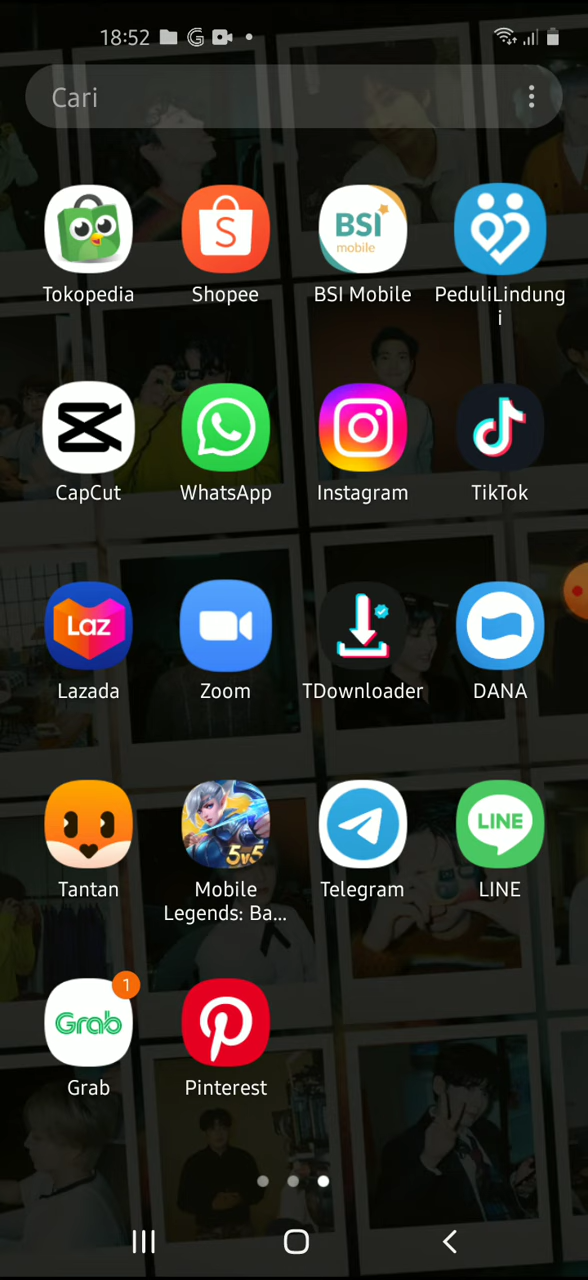 18:52
Cari
BSI
mobile
Tokopedia
Shopee
BSI Mobile
PeduliLindung
i
CapCut
WhatsApp
Instagram
TikTok
Laz
Lazada
Zoom
TDownloader
DANA
5v5
LINE
Tantan
Mobile
Legends: Ba...
Telegram
LINE
Grab
1
Grab
Pinterest